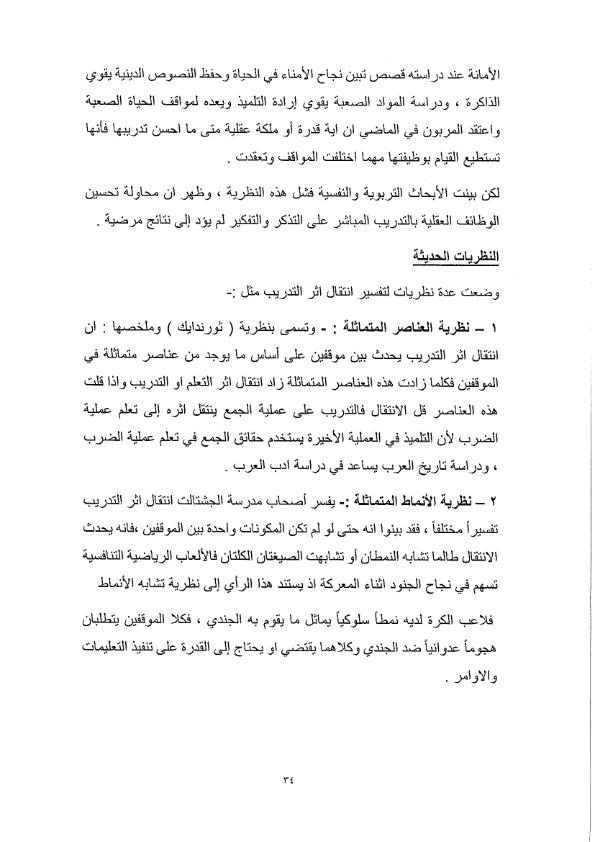 الأمانة عند دراسته قصص تبين نجاح الأمناء في الحياة وحفظ النصوص الدينية يقوي
الذاكرة ، ودراسة المواد الصعبة يقوي إرادة التلميذ ويعده لمواقف الحياة الصعبة
واعتقد المربون في الماضي ان اية قدرة أو ملكة عقلية متى ما احسن تدريبها فأنها
تستطيع القيام بوظيفتها مهما اختلفت المواقف وتعقدت .
لكن بينت الأبحاث التربوية والنفسية فشل هذه النظرية ، وظهر ان محاولة تحسين
الوظائف العقلية بالتدريب المباشر على التذكر والتفكير لم يؤد إلى نتائج مرضية .
النظريات الحديثة
وضعت عدة نظريات لتفسير انتقال اثر التدريب مثل :-
١ – نظرية العناصر المتماثلة : - وتسمى بنظرية ( ثورندايك ) وملخصها : ان
انتقال اثر التدريب يحدث بين موقفين على أساس ما يوجد من عناصر متماثلة في
الموقفين فكلما زادت هذه العناصر المتماثلة زاد انتقال اثر التعلم او التدريب واذا قلت
هذه العناصر قل الانتقال فالتدريب على عملية الجمع ينتقل اثره إلى تعلم عملية
الضرب لأن التلميذ في العملية الأخيرة يستخدم حقائق الجمع في تعلم عملية الضرب
، ودراسة تاريخ العرب يساعد في دراسة ادب العرب .
٢ – نظرية الأنماط المتماثلة :- يفسر أصحاب مدرسة الجشتالت انتقال اثر التدريب
تفسيراً مختلفاً ، فقد بينوا انه حتى لو لم تكن المكونات واحدة بين الموقفين ،فانه يحدث
الانتقال طالما تشابه النمطان أو تشابهت الصيغتان الكلتان فالألعاب الرياضية التنافسية
تسهم في نجاح الجنود اثناء المعركة اذ يستند هذا الرأي إلى نظرية تشابه الأنماط
فلاعب الكرة لديه نمطاً سلوكياً يماثل ما يقوم به الجندي ، فكلا الموقفين يتطلبان
هجوماً عدوانياً ضد الجندي وكلاهما يقتضي او يحتاج إلى القدرة على تنفيذ التعليمات
والاوامر .
٣٤